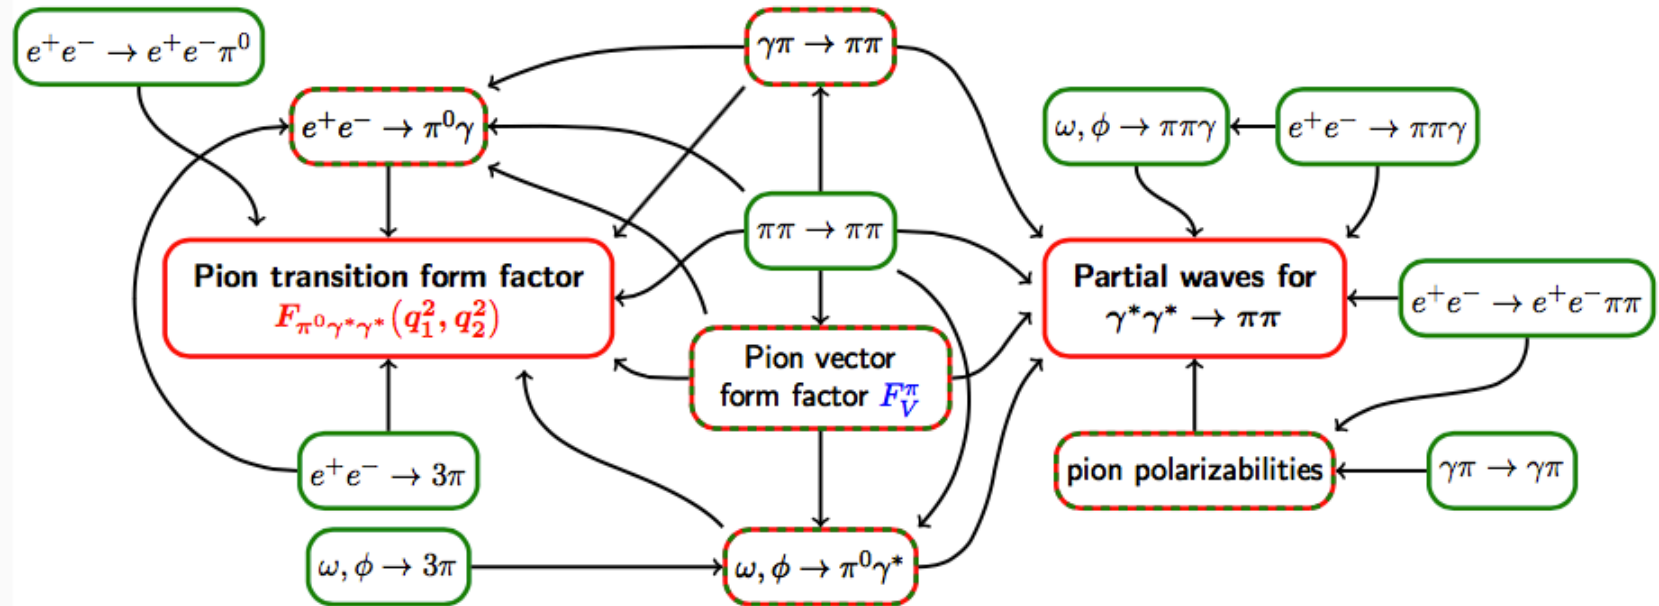 e⁺e⁻ → e⁺e⁻π⁰
γπ → ππ
e⁺e⁻ → π⁰γ
ω, ϕ → ππγ
e⁺e⁻ → ππγ
ππ → ππ
Pion transition form factor
F_{π⁰γ*γ*}(q₁², q₂²)
Partial waves for
γ*γ* → ππ
e⁺e⁻ → e⁺e⁻ππ
Pion vector
form factor F_V^π
e⁺e⁻ → 3π
pion polarizabilities
γπ → γπ
ω, ϕ → 3π
ω, ϕ → π⁰γ*